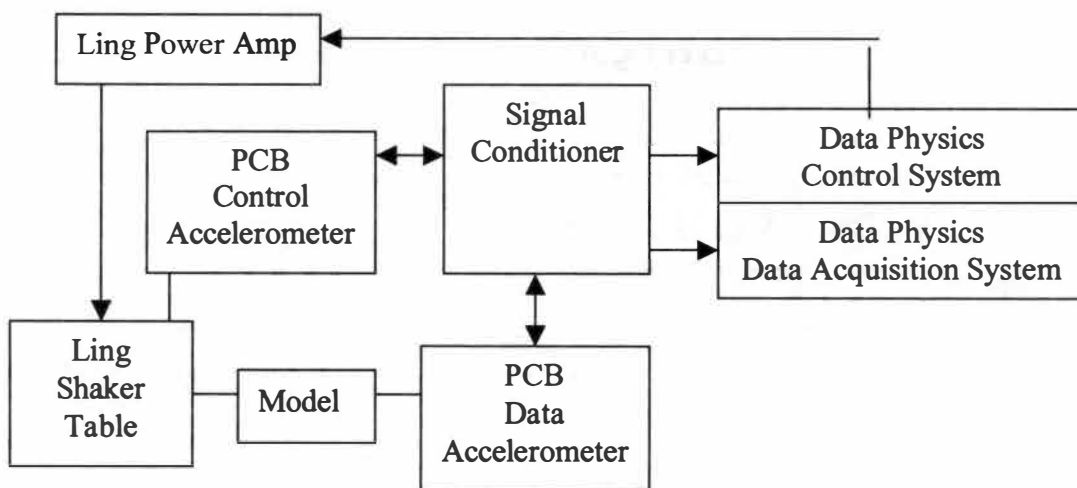 Ling Power Amp
Signal
Conditioner
PCB
Control
Accelerometer
Data Physics
Control System
Data Physics
Data Acquisition System
Ling
Shaker
Table
Model
PCB
Data
Accelerometer